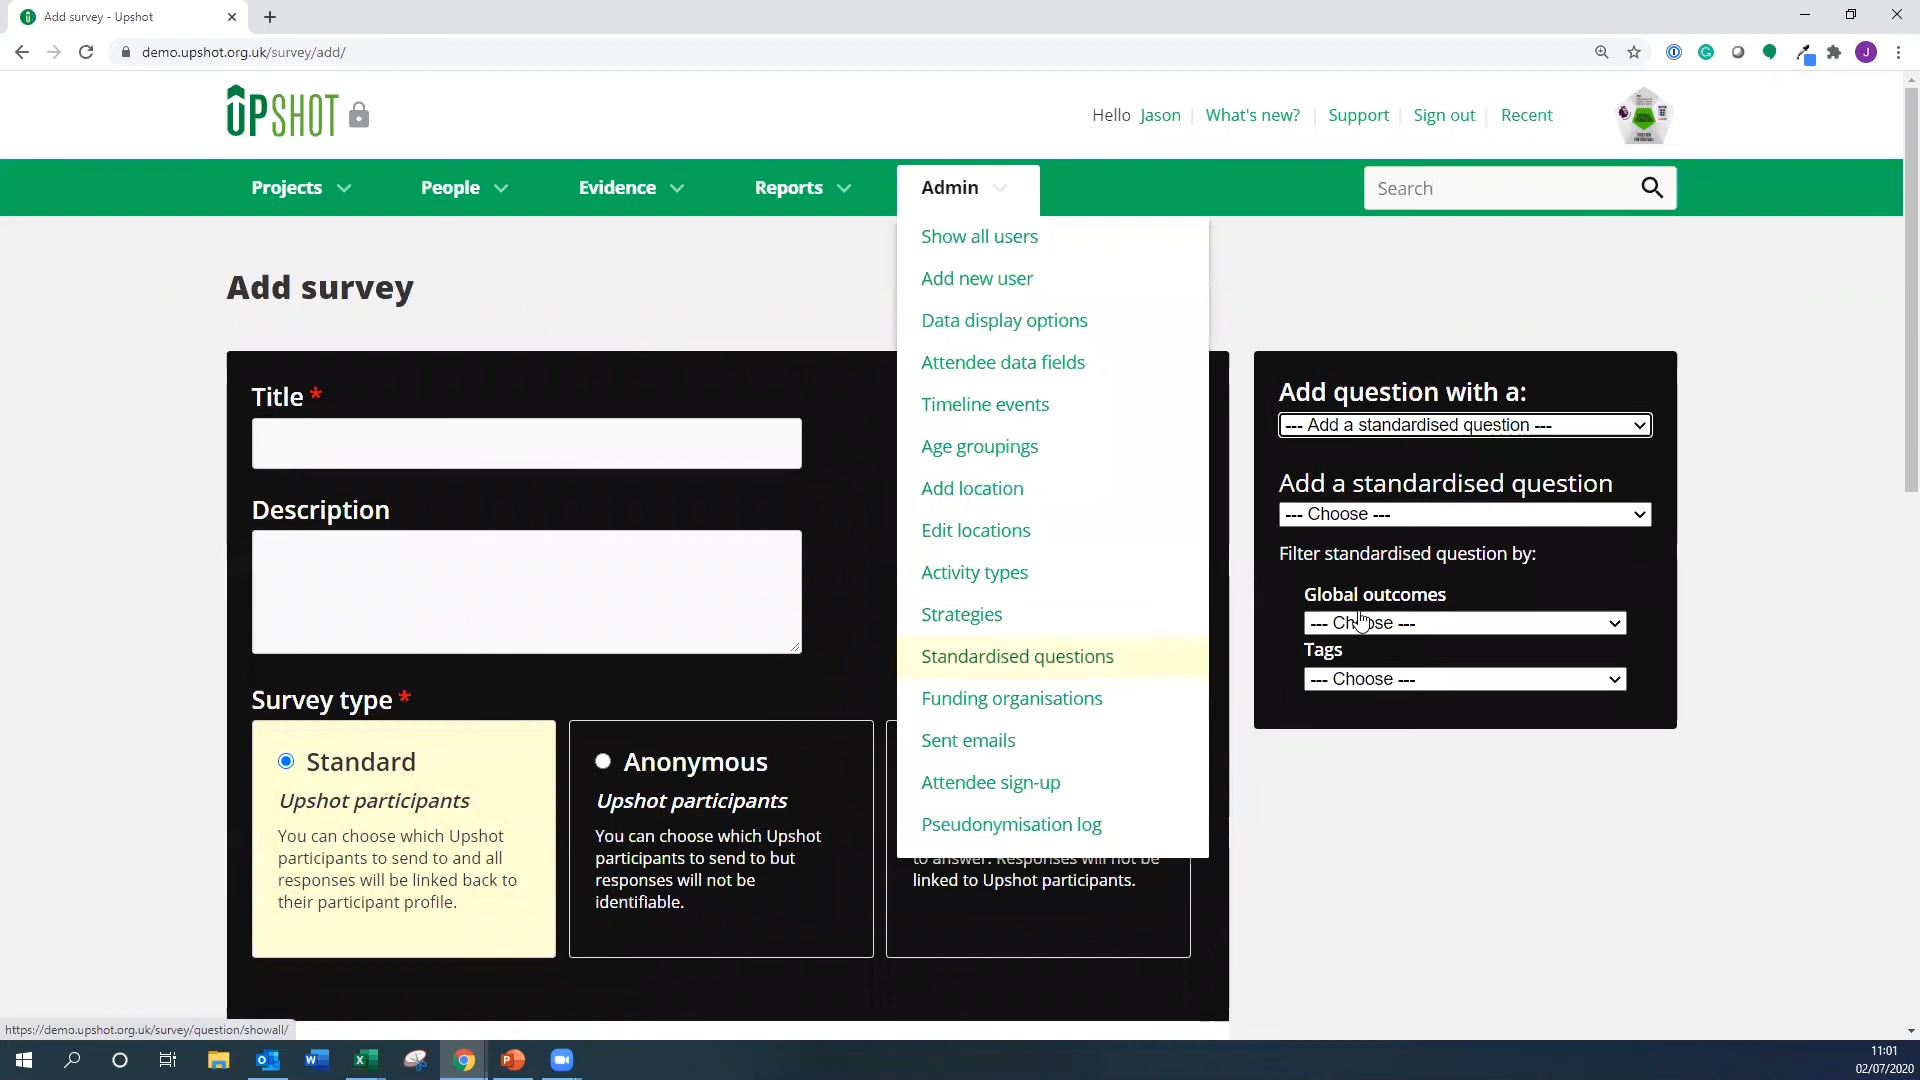 Add survey - Upshot
demo.upshot.org.uk/survey/add/
J
UPSHOT
Hello Jason
What's new?
Support
Sign out
Recent
Projects
People
Evidence
Reports
Admin
Search
Show all users
Add new user
Data display options
Attendee data fields
Timeline events
Age groupings
Add location
Edit locations
Activity types
Strategies
Standardised questions
Funding organisations
Sent emails
Attendee sign-up
Pseudonymisation log
Add survey
Title *
Description
Survey type *
Standard
Upshot participants
You can choose which Upshot
participants to send to and all
responses will be linked back to
their participant profile.
Anonymous
Upshot participants
You can choose which Upshot
participants to send to but
responses will not be
identifiable.
to answer. Responses will not be
linked to Upshot participants.
Add question with a:
--- Add a standardised question ---
Add a standardised question
--- Choose ---
Filter standardised question by:
Global outcomes
--- Choose ---
Tags
--- Choose ---
https://demo.upshot.org.uk/survey/question/showall/
11:01
02/07/2020